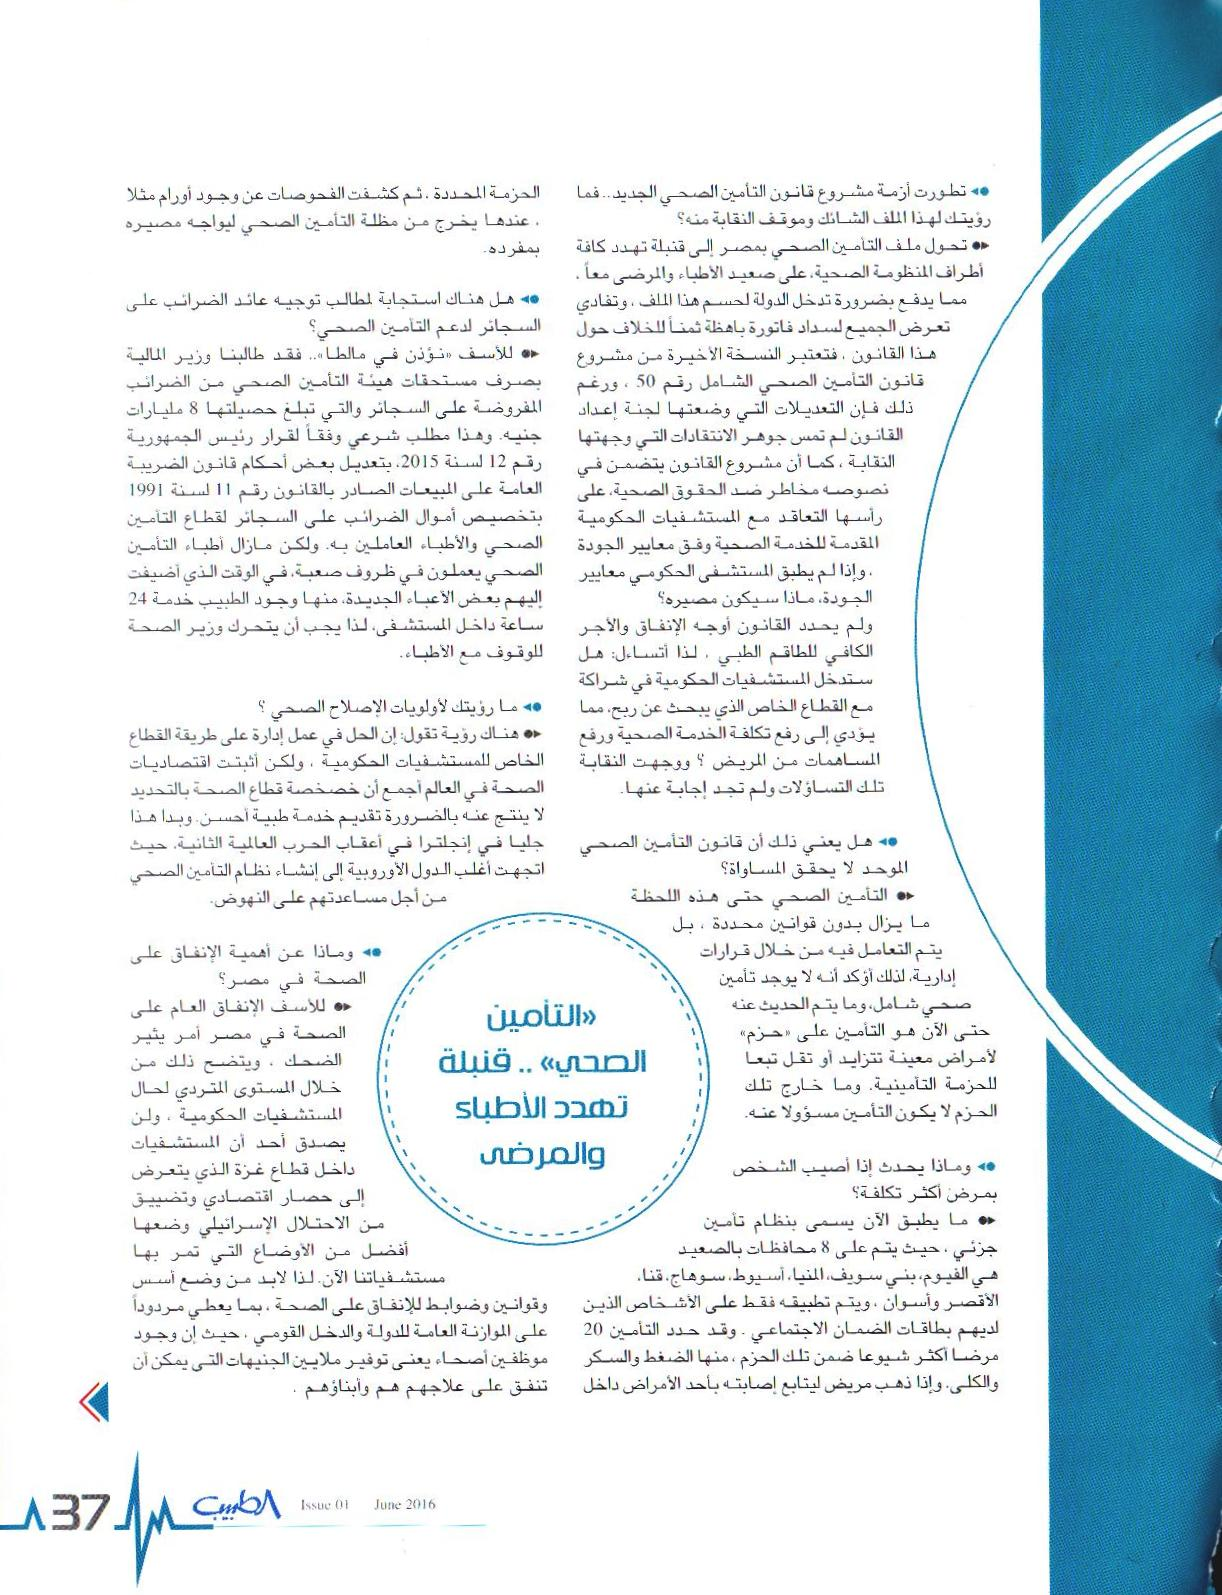 تطورت أزمة مشروع قانون التأمين الصحي الجديد.. فما
رؤيتك لهذا الملف الشائك وموقف النقابة منه؟
تحول ملف التأمين الصحي بمصر إلى قنبلة تهدد كافة
أطراف المنظومة الصحية، على صعيد الأطباء والمرضى معاً ،
مما يدفع بضرورة تدخل الدولة لحسم هذا الملف ، وتفادي
تعرض الجميع لسداد فاتورة باهظة ثمناً للخلاف حول
هذا القانون ، فتعتبر النسخة الأخيرة من مشروع
قانون التأمين الصحي الشامل رقم 50 ، ورغم
ذلك فإن التعديلات التي وضعتها لجنة إعداد
القانون لم تمس جوهر الانتقادات التي وجهتها
النقابة ، كما أن مشروع القانون يتضمن في
نصوصه مخاطر ضد الحقوق الصحية، على
رأسها التعاقد مع المستشفيات الحكومية
المقدمة للخدمة الصحية وفق معايير الجودة
، وإذا لم يطبق المستشفى الحكومي معايير
الجودة، ماذا سيكون مصيره؟
ولم يحدد القانون أوجه الإنفاق والأجر
الكافي للطاقم الطبي ، لذا أتساءل: هل
ستدخل المستشفيات الحكومية في شراكة
مع القطاع الخاص الذي يبحث عن ربح، مما
يؤدي إلى رفع تكلفة الخدمة الصحية ورفع
المساهمات من المريض ؟ ووجهت النقابة
تلك التساؤلات ولم تجد إجابة عنها.
هل يعني ذلك أن قانون التأمين الصحي
الموحد لا يحقق المساواة؟
التأمين الصحي حتى هذه اللحظة
ما يزال بدون قوانين محددة ، بل
يتم التعامل فيه من خلال قرارات
إدارية، لذلك أؤكد أنه لا يوجد تأمين
صحي شامل، وما يتم الحديث عنه
حتى الآن هو التأمين على «حزم»
لأمراض معينة تتزايد أو تقل تبعا
للحزمة التأمينية. وما خارج تلك
الحزم لا يكون التأمين مسؤولا عنه.
وماذا يحدث إذا أصيب الشخص
بمرض أكثر تكلفة؟
ما يطبق الآن يسمى بنظام تأمين
جزئي ، حيث يتم على 8 محافظات بالصعيد
هي الفيوم، بني سويف، المنيا، أسيوط، سوهاج، قنا،
الأقصر وأسوان ، ويتم تطبيقه فقط على الأشخاص الذين
لديهم بطاقات الضمان الاجتماعي . وقد حدد التأمين 20
مرضا أكثر شيوعا ضمن تلك الحزم ، منها الضغط والسكر
والكلى. وإذا ذهب مريض ليتابع إصابته بأحد الأمراض داخل
الحزمة المحددة ، ثم كشفت الفحوصات عن وجود أورام مثلا
، عندها يخرج من مظلة التأمين الصحي ليواجه مصيره
بمفرده.
هل هناك استجابة لمطالب توجيه عائد الضرائب على
السجائر لدعم التأمين الصحي؟
للأسف «نؤذن في مالطا».. فقد طالبنا وزير المالية
بصرف مستحقات هيئة التأمين الصحي من الضرائب
المفروضة على السجائر والتي تبلغ حصيلتها 8 مليارات
جنيه. وهذا مطلب شرعي وفقاً لقرار رئيس الجمهورية
رقم 12 لسنة 2015، بتعديل بعض أحكام قانون الضريبة
العامة على المبيعات الصادر بالقانون رقم 11 لسنة 1991
بتخصيص أموال الضرائب على السجائر لقطاع التأمين
الصحي والأطباء العاملين به. ولكن مازال أطباء التأمين
الصحي يعملون في ظروف صعبة، في الوقت الذي أضيفت
إليهم بعض الأعباء الجديدة، منها وجود الطبيب خدمة 24
ساعة داخل المستشفى، لذا يجب أن يتحرك وزير الصحة
للوقوف مع الأطباء.
ما رؤيتك لأولويات الإصلاح الصحي ؟
هناك رؤية تقول: إن الحل في عمل إدارة على طريقة القطاع
الخاص للمستشفيات الحكومية ، ولكن أثبتت اقتصاديات
الصحة في العالم أجمع أن خصخصة قطاع الصحة بالتحديد
لا ينتج عنه بالضرورة تقديم خدمة طبية أحسن. وبدا هذا
جليا في إنجلترا في أعقاب الحرب العالمية الثانية، حيث
اتجهت أغلب الدول الأوروبية إلى إنشاء نظام التأمين الصحي
من أجل مساعدتهم على النهوض.
وماذا عن أهمية الإنفاق على
الصحة في مصر؟
للأسف الإنفاق العام على
الصحة في مصر أمر يثير
الضحك ، ويتضح ذلك من
خلال المستوى المتردي لحال
المستشفيات الحكومية ، ولن
يصدق أحد أن المستشفيات
داخل قطاع غزة الذي يتعرض
إلى حصار اقتصادي وتضييق
من الاحتلال الإسرائيلي وضعها
أفضل من الأوضاع التي تمر بها
مستشفياتنا الآن. لذا لابد من وضع أسس
وقوانين وضوابط للإنفاق على الصحة ، بما يعطي مردوداً
على الموازنة العامة للدولة والدخل القومي ، حيث إن وجود
موظفين أصحاء يعنى توفير ملايين الجنيهات التي يمكن أن
تنفق على علاجهم هم وأبناؤهم .
«التأمين
الصحي» .. قنبلة
تهدد الأطباء
والمرضى
37 الطبيب Issue 01 June 2016